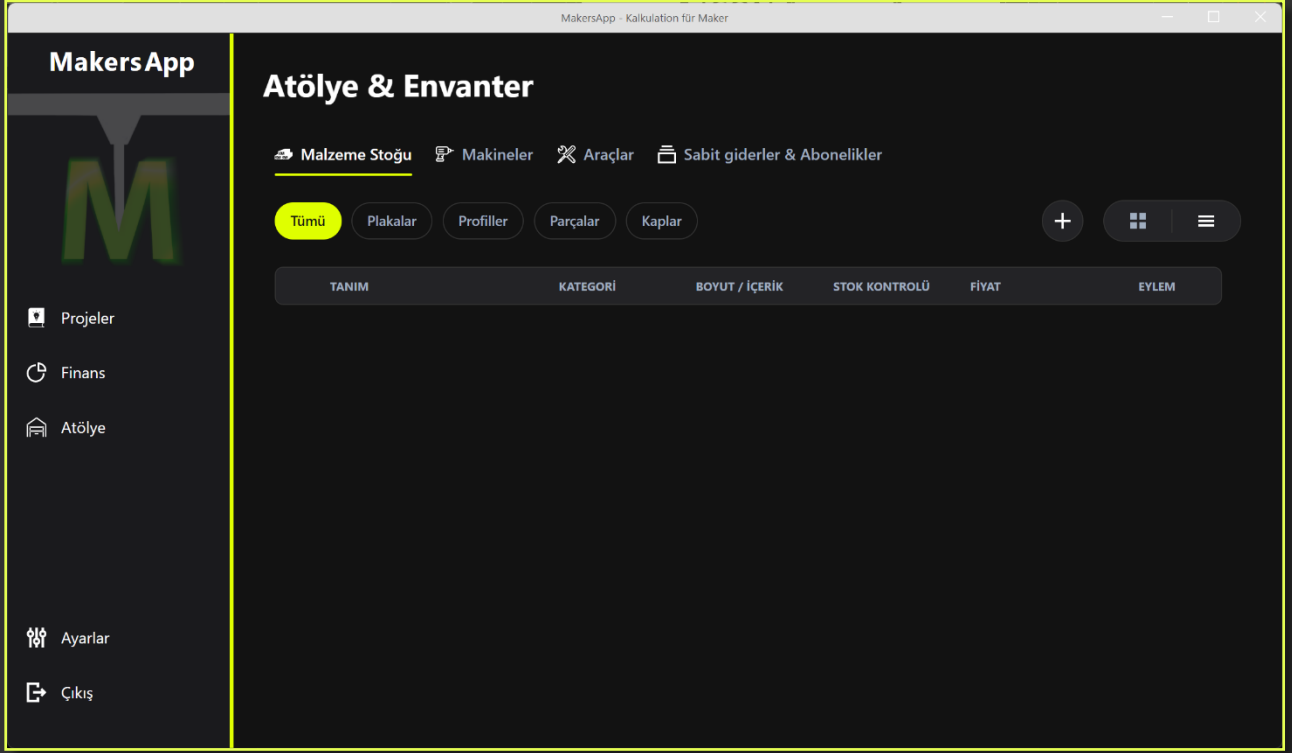 MakersApp - Kalkulation für Maker
MakersApp
M
Atölye & Envanter
Malzeme Stoğu Makineler Araçlar Sabit giderler & Abonelikler
Tümü Plakalar Profiller Parçalar Kaplar
TANIM KATEGORİ BOYUT / İÇERİK STOK KONTROLÜ FİYAT EYLEM
Projeler
Finans
Atölye
Ayarlar
Çıkış